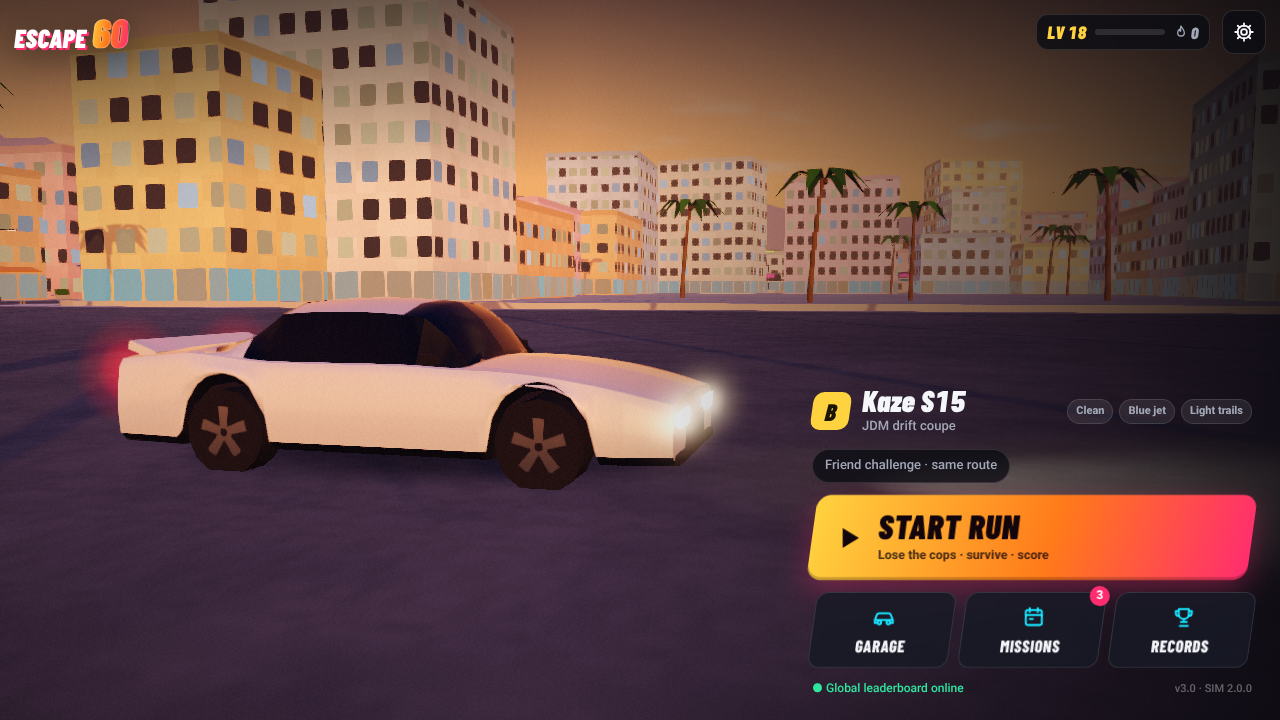 ESCAPE 60
LV 18
0
B
Kaze S15
JDM drift coupe
Clean
Blue jet
Light trails
Friend challenge · same route
START RUN
Lose the cops · survive · score
GARAGE
MISSIONS
3
RECORDS
Global leaderboard online
v3.0 · SIM 2.0.0